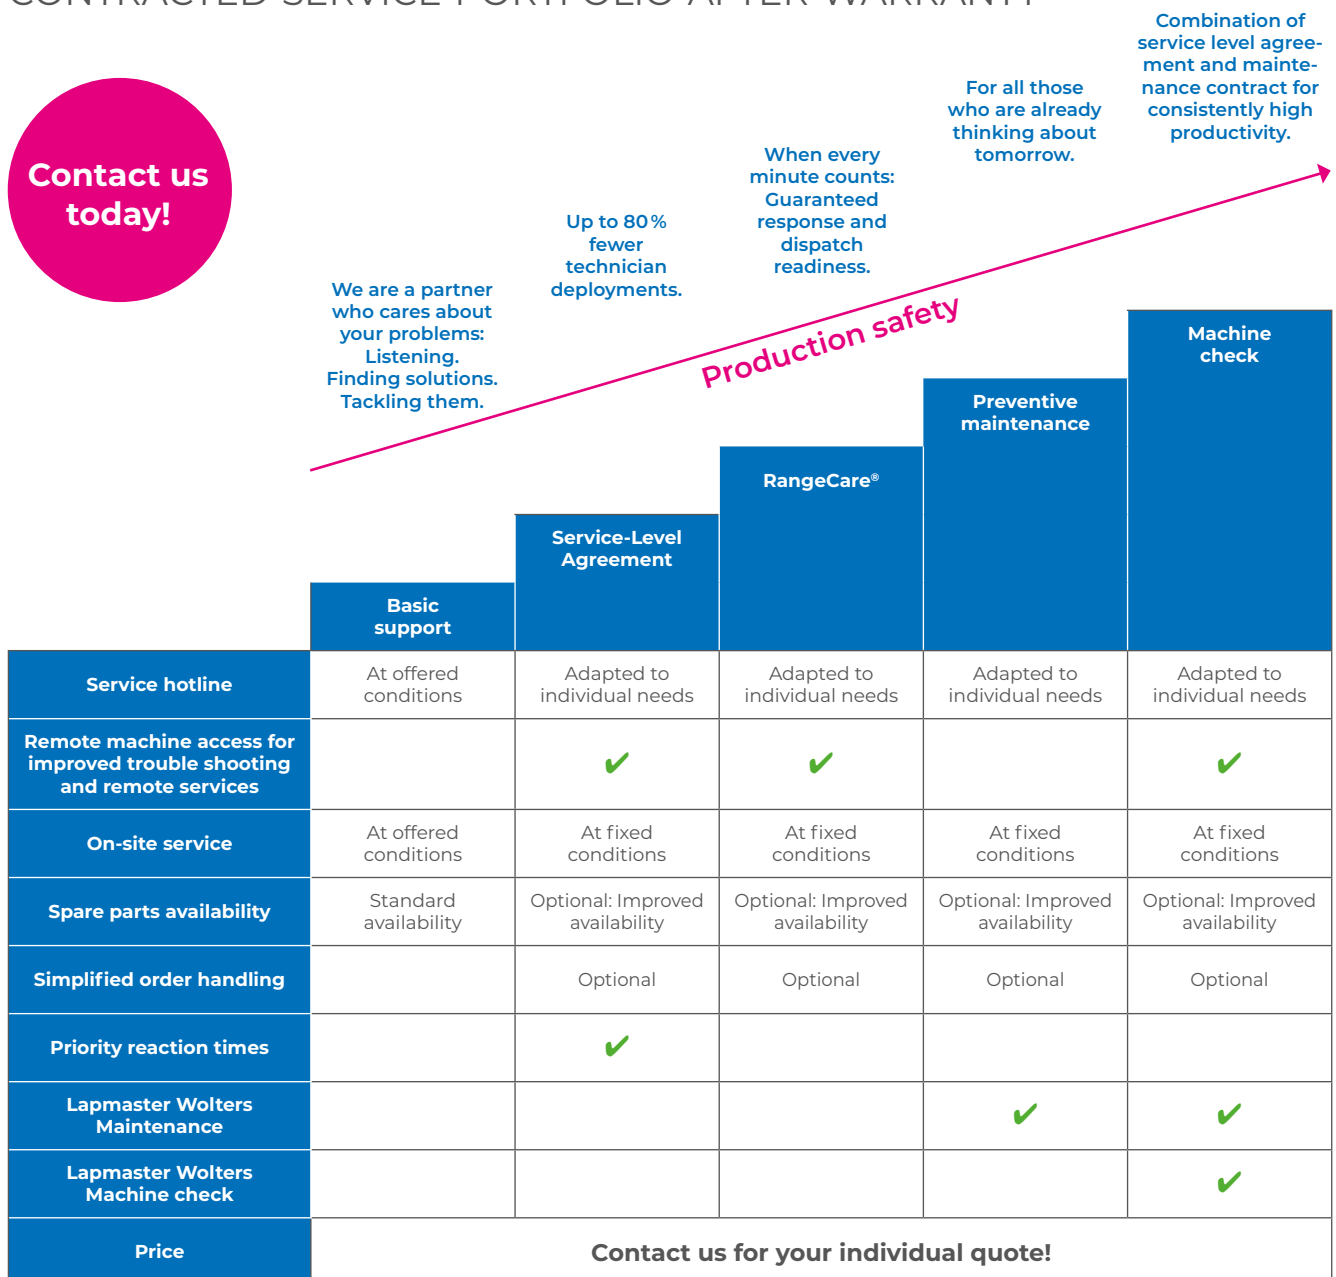 CONTRACTED SERVICE PORTFOLIO AFTER WARRANTY
Contact us
today!
We are a partner
who cares about
your problems:
Listening.
Finding solutions.
Tackling them.
Up to 80% 
fewer
technician
deployments.
When every
minute counts:
Guaranteed
response and
dispatch
readiness.
For all those
who are already
thinking about
tomorrow.
Combination of
service level agree-
ment and mainte-
nance contract for
consistently high
productivity.
Production safety
Basic
support
Service-Level
Agreement
RangeCare®
Preventive
maintenance
Machine
check
Service hotline
At offered
conditions
Adapted to
individual needs
Adapted to
individual needs
Adapted to
individual needs
Adapted to
individual needs
Remote machine access for
improved trouble shooting
and remote services
✔
✔
✔
On-site service
At offered
conditions
At fixed
conditions
At fixed
conditions
At fixed
conditions
At fixed
conditions
Spare parts availability
Standard
availability
Optional: Improved
availability
Optional: Improved
availability
Optional: Improved
availability
Optional: Improved
availability
Simplified order handling
Optional
Optional
Optional
Optional
Priority reaction times
✔
Lapmaster Wolters
Maintenance
✔
✔
Lapmaster Wolters
Machine check
✔
Price
Contact us for your individual quote!